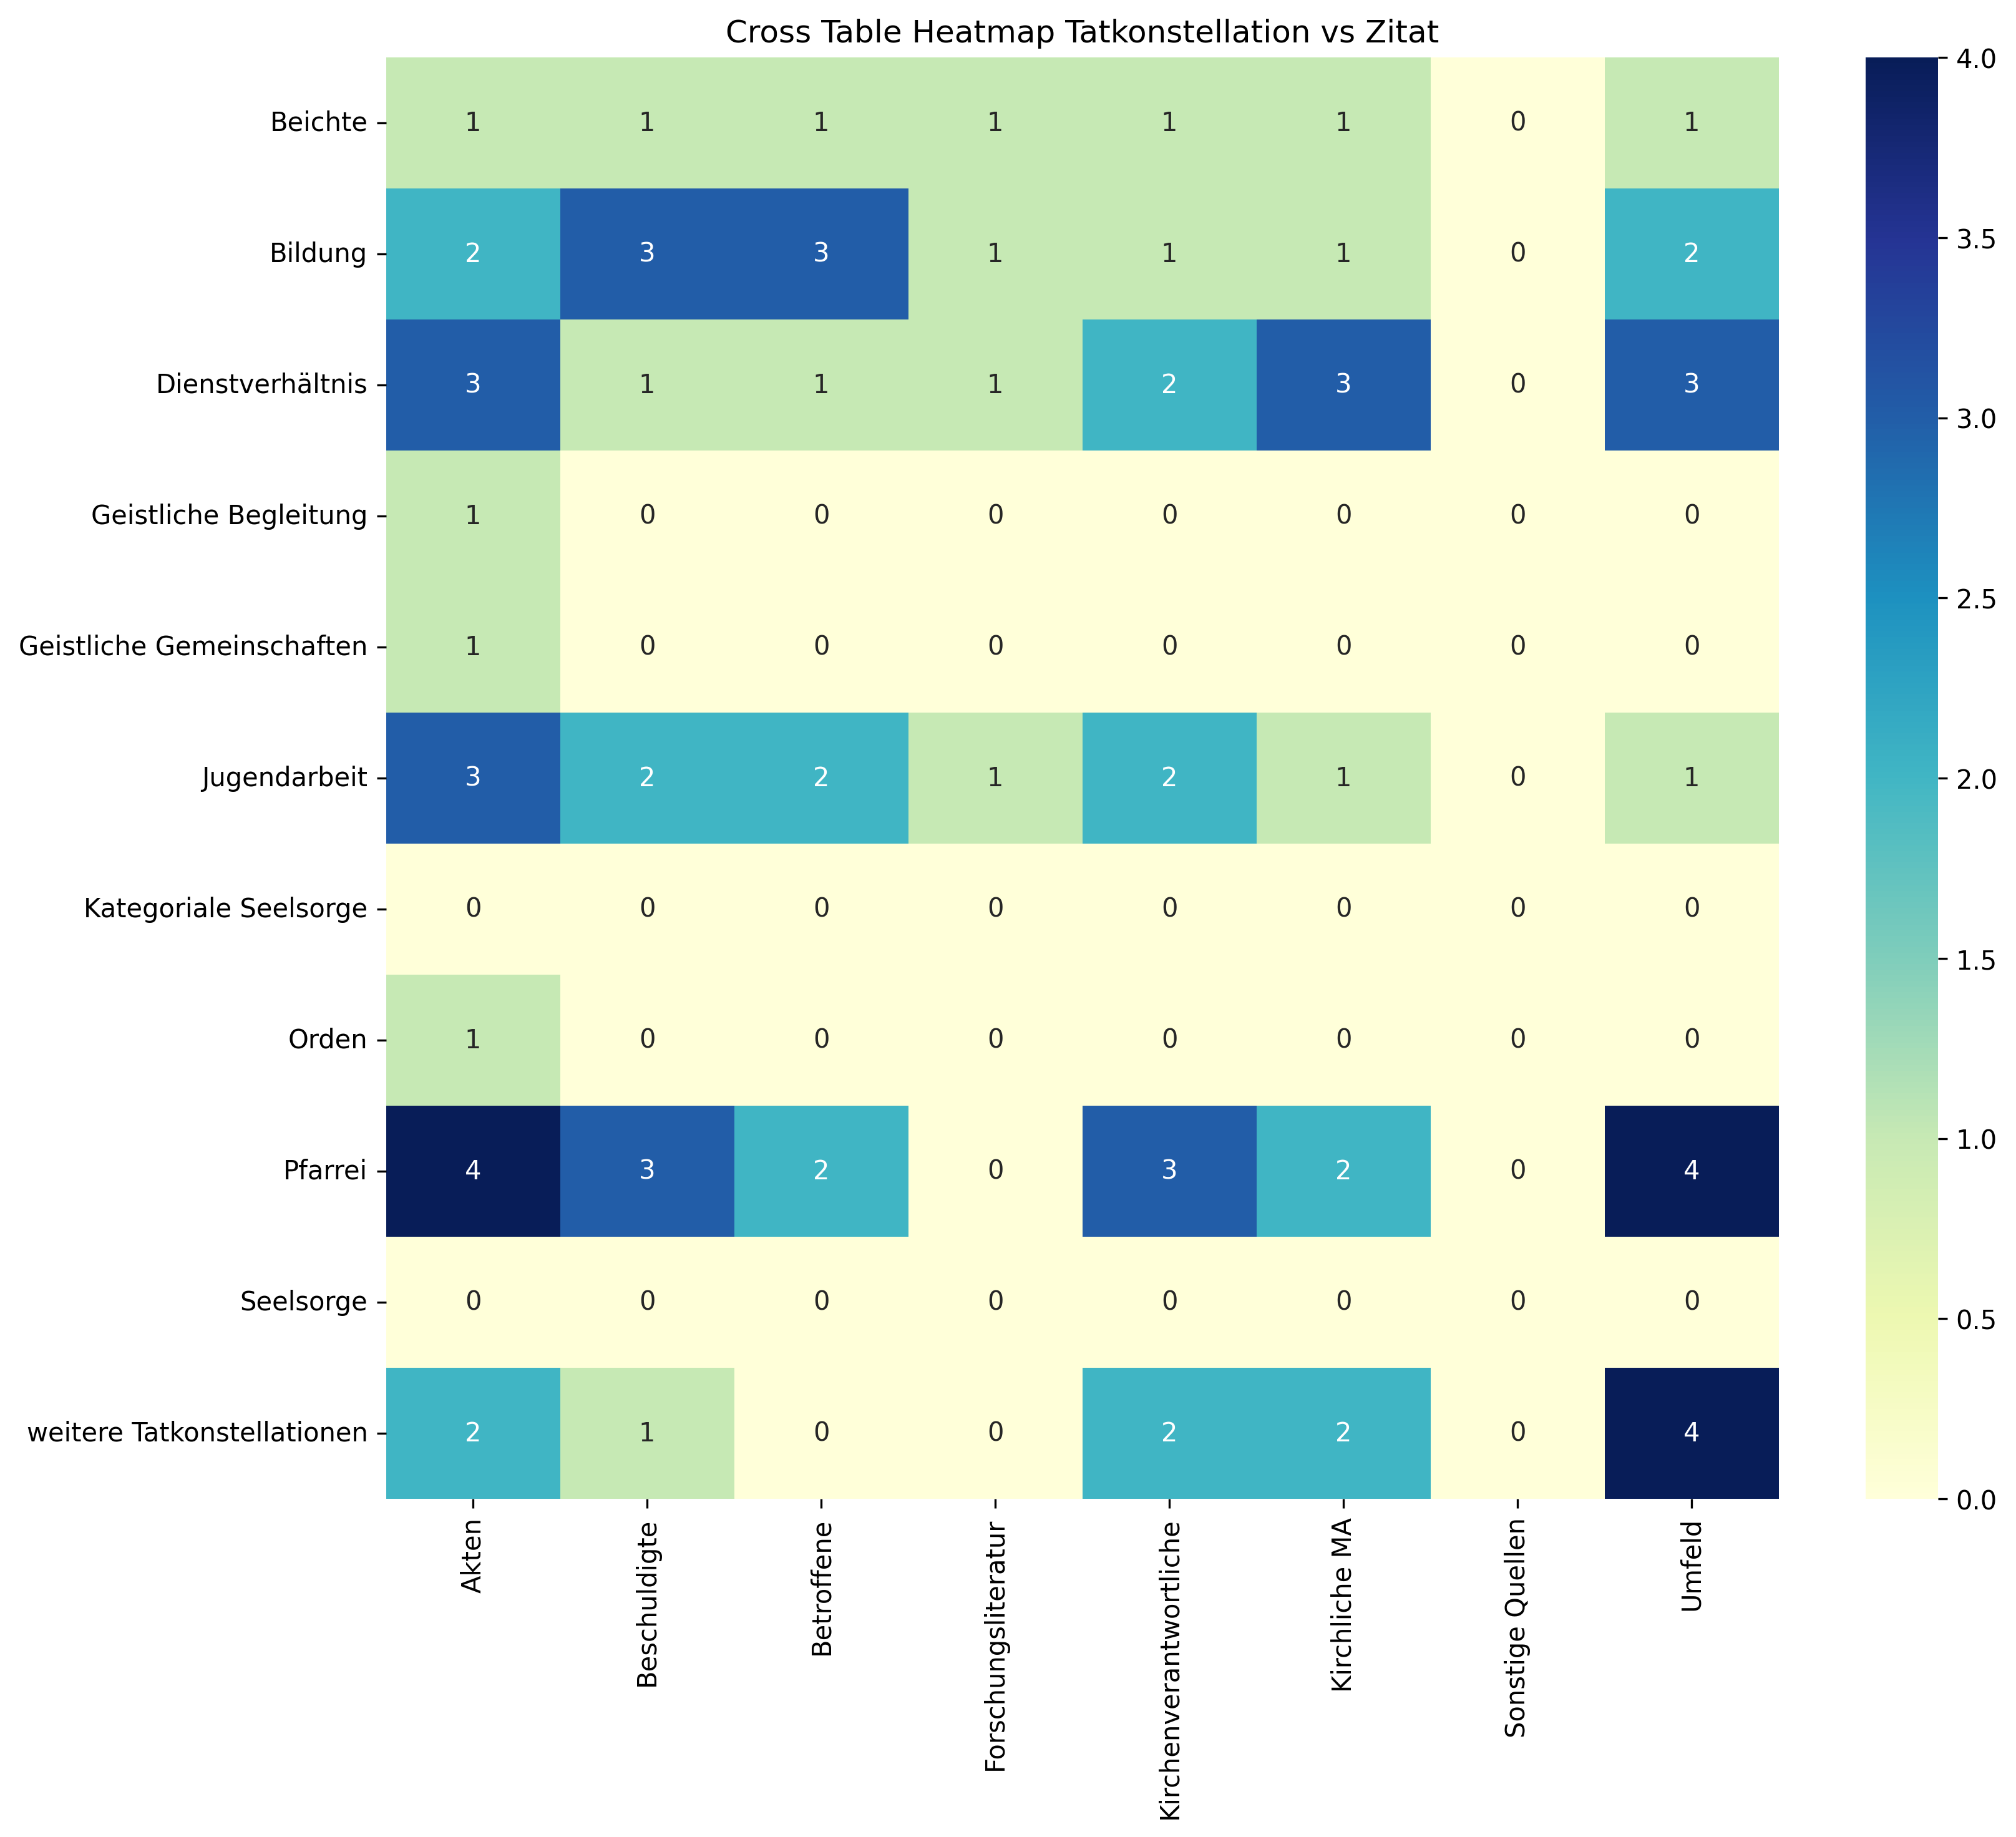 Cross Table Heatmap Tatkonstellation vs Zitat
Beichte 1 1 1 1 1 1 0 1
Bildung 2 3 3 1 1 1 0 2
Dienstverhältnis 3 1 1 1 2 3 0 3
Geistliche Begleitung 1 0 0 0 0 0 0 0
Geistliche Gemeinschaften 1 0 0 0 0 0 0 0
Jugendarbeit 3 2 2 1 2 1 0 1
Kategoriale Seelsorge 0 0 0 0 0 0 0 0
Orden 1 0 0 0 0 0 0 0
Pfarrei 4 3 2 0 3 2 0 4
Seelsorge 0 0 0 0 0 0 0 0
weitere Tatkonstellationen 2 1 0 0 2 2 0 4
Akten
Beschuldigte
Betroffene
Forschungsliteratur
Kirchenverantwortliche
Kirchliche MA
Sonstige Quellen
Umfeld
4.0
3.5
3.0
2.5
2.0
1.5
1.0
0.5
0.0